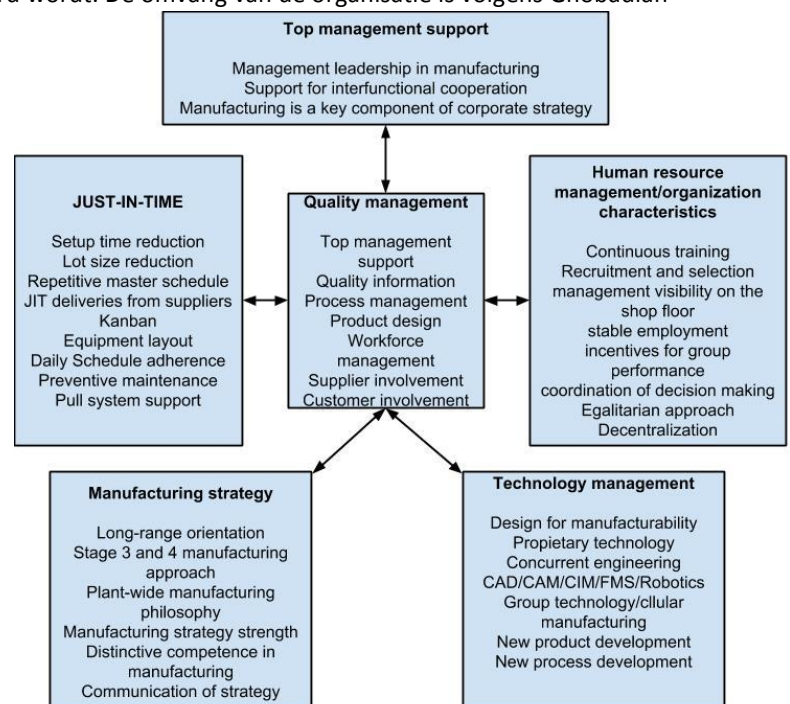 wordt. De omvang van de organisatie is volgens Ghobadian
Top management support
Management leadership in manufacturing
Support for interfunctional cooperation
Manufacturing is a key component of corporate strategy
JUST-IN-TIME
Setup time reduction
Lot size reduction
Repetitive master schedule
JIT deliveries from suppliers
Kanban
Equipment layout
Daily Schedule adherence
Preventive maintenance
Pull system support
Quality management
Top management
support
Quality information
Process management
Product design
Workforce
management
Supplier involvement
Customer involvement
Human resource
management/organization
characteristics
Continuous training
Recruitment and selection
management visibility on the
shop floor
stable employment
incentives for group
performance
coordination of decision making
Egalitarian approach
Decentralization
Manufacturing strategy
Long-range orientation
Stage 3 and 4 manufacturing
approach
Plant-wide manufacturing
philosophy
Manufacturing strategy strength
Distinctive competence in
manufacturing
Communication of strategy
Technology management
Design for manufacturability
Propietary technology
Concurrent engineering
CAD/CAM/CIM/FMS/Robotics
Group technology/cllular
manufacturing
New product development
New process development